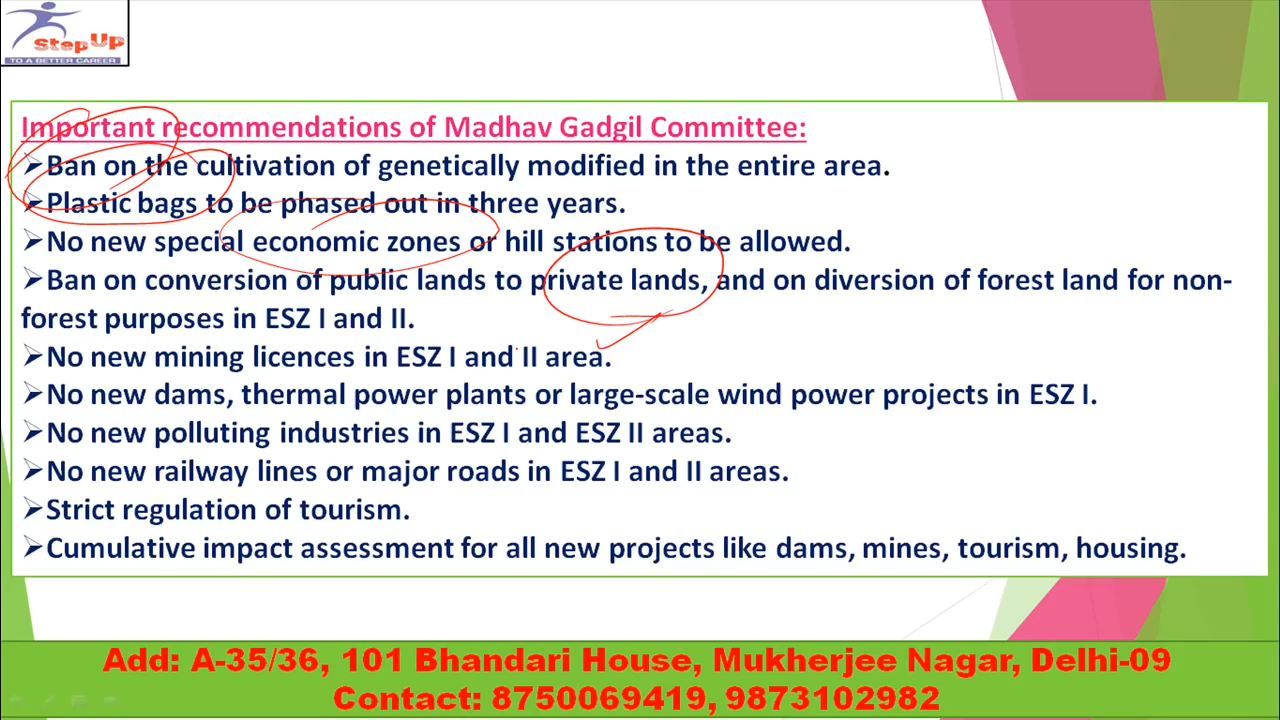 StepUp
TO A BETTER CAREER
Important recommendations of Madhav Gadgil Committee:
➢Ban on the cultivation of genetically modified in the entire area.
➢Plastic bags to be phased out in three years.
➢No new special economic zones or hill stations to be allowed.
➢Ban on conversion of public lands to private lands, and on diversion of forest land for non-
forest purposes in ESZ I and II.
➢No new mining licences in ESZ I and II area.
➢No new dams, thermal power plants or large-scale wind power projects in ESZ I.
➢No new polluting industries in ESZ I and ESZ II areas.
➢No new railway lines or major roads in ESZ I and II areas.
➢Strict regulation of tourism.
➢Cumulative impact assessment for all new projects like dams, mines, tourism, housing.
Add: A-35/36, 101 Bhandari House, Mukherjee Nagar, Delhi-09
Contact: 8750069419, 9873102982